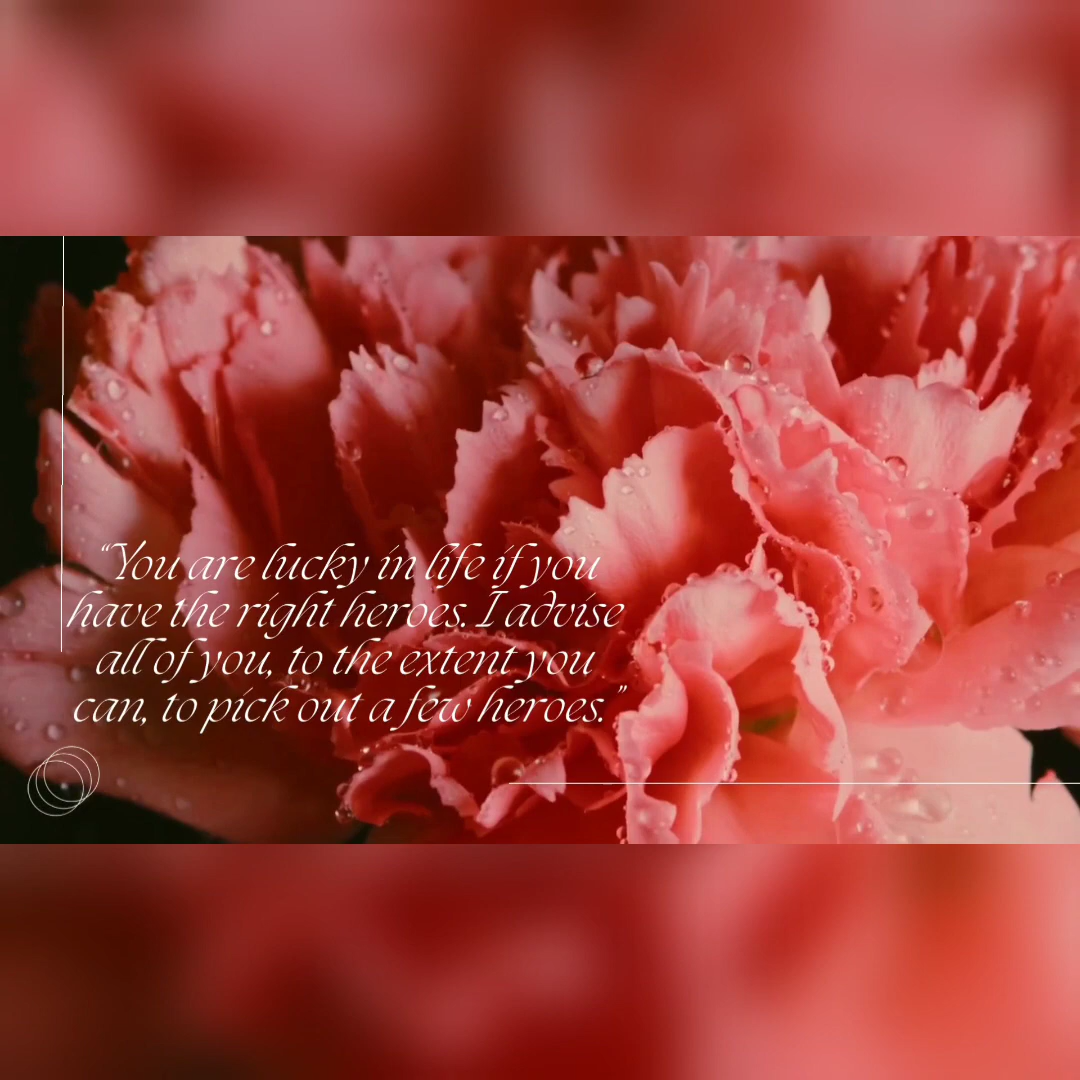 “You are lucky in life if you
have the right heroes. I advise
all of you, to the extent you
can, to pick out a few heroes.”